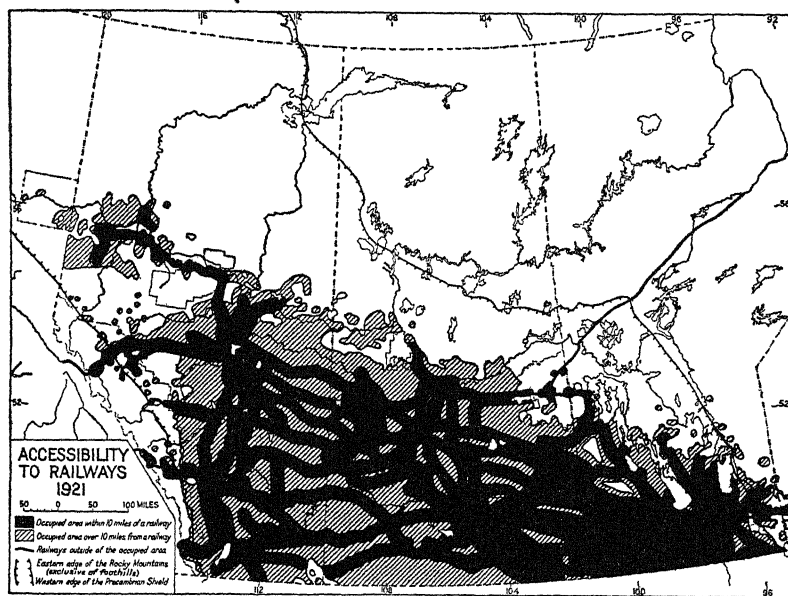 120 116 112 108 104 100 96 92
56 56
52 52
ACCESSIBILITY
TO RAILWAYS
1921
50 0 50 100 MILES
Occupied area within 10 miles of a railway
Occupied area over 10 miles from a railway
Railways outside of the occupied area
Eastern edge of the Rocky Mountains
(exclusive of foothills)
Western edge of the Precambrian Shield
112 108 104 100 96